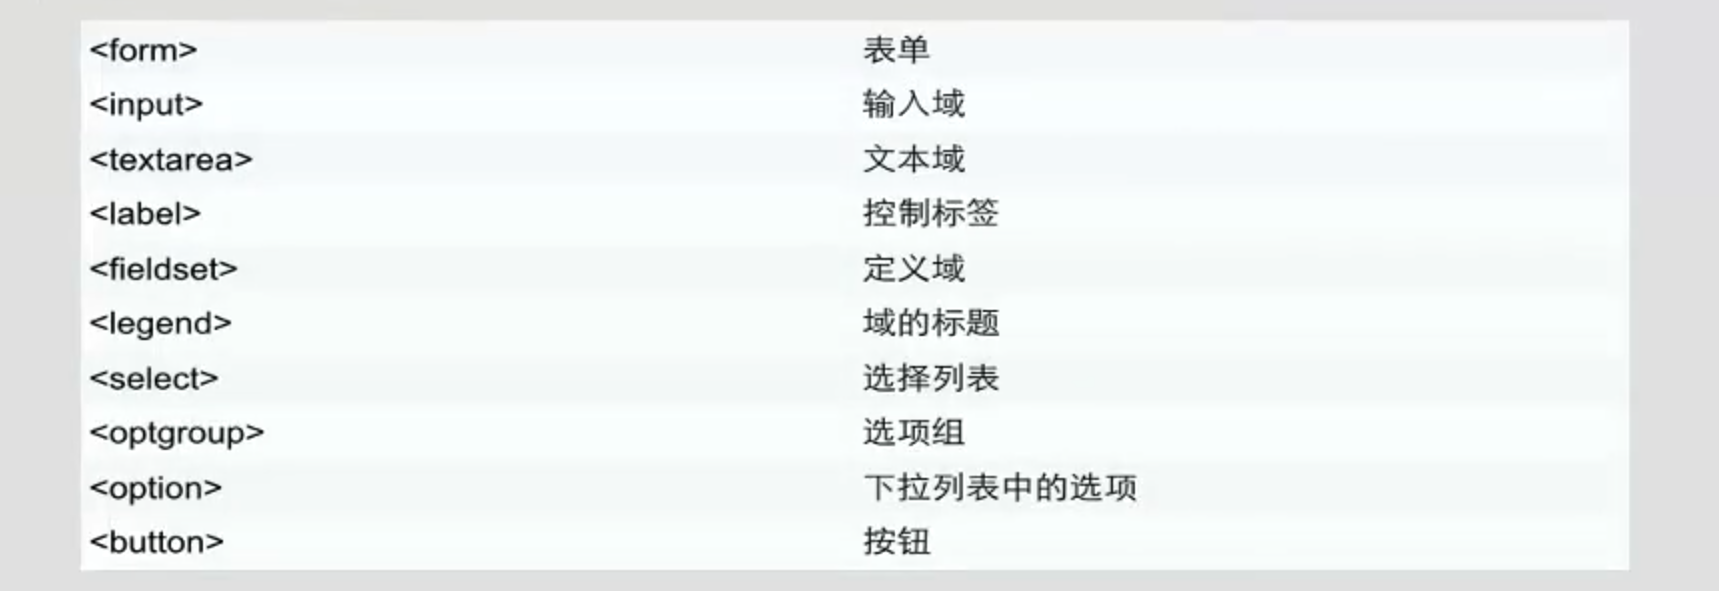 <form> 表单
<input> 输入域
<textarea> 文本域
<label> 控制标签
<fieldset> 定义域
<legend> 域的标题
<select> 选择列表
<optgroup> 选项组
<option> 下拉列表中的选项
<button> 按钮